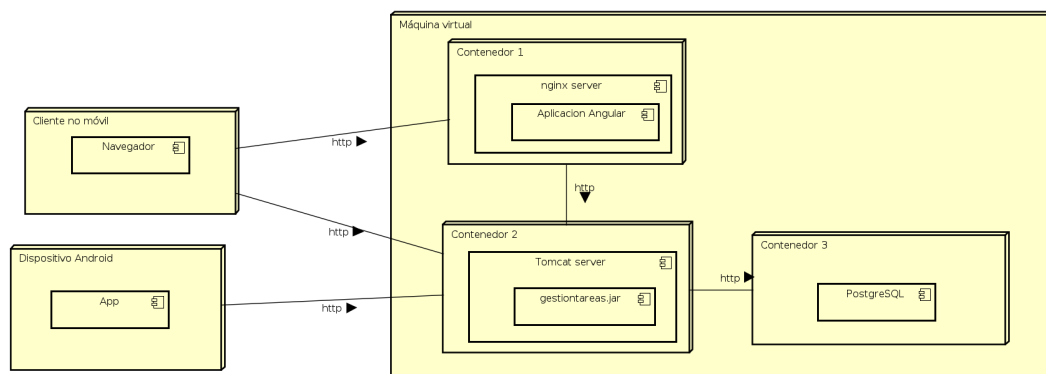 Máquina virtual
Contenedor 1
nginx server
Aplicacion Angular
Cliente no móvil
Navegador
http
http
http
Contenedor 2
Tomcat server
gestiontareas.jar
Contenedor 3
PostgreSQL
http
Dispositivo Android
App
http